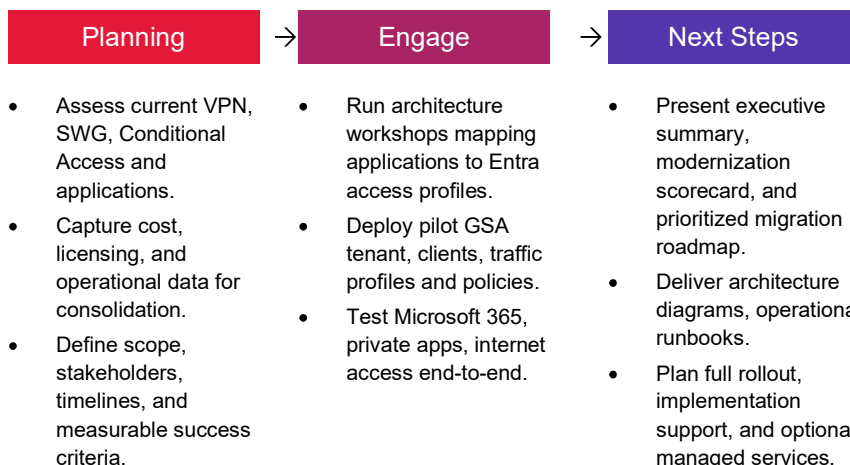 Planning → Engage → Next Steps
• Assess current VPN,
SWG, Conditional
Access and
applications.
• Capture cost,
licensing, and
operational data for
consolidation.
• Define scope,
stakeholders,
timelines, and
measurable success
criteria.
• Run architecture
workshops mapping
applications to Entra
access profiles.
• Deploy pilot GSA
tenant, clients, traffic
profiles and policies.
• Test Microsoft 365,
private apps, internet
access end-to-end.
• Present executive
summary,
modernization
scorecard, and
prioritized migration
roadmap.
• Deliver architecture
diagrams, operationa
runbooks.
• Plan full rollout,
implementation
support, and optiona
managed services.